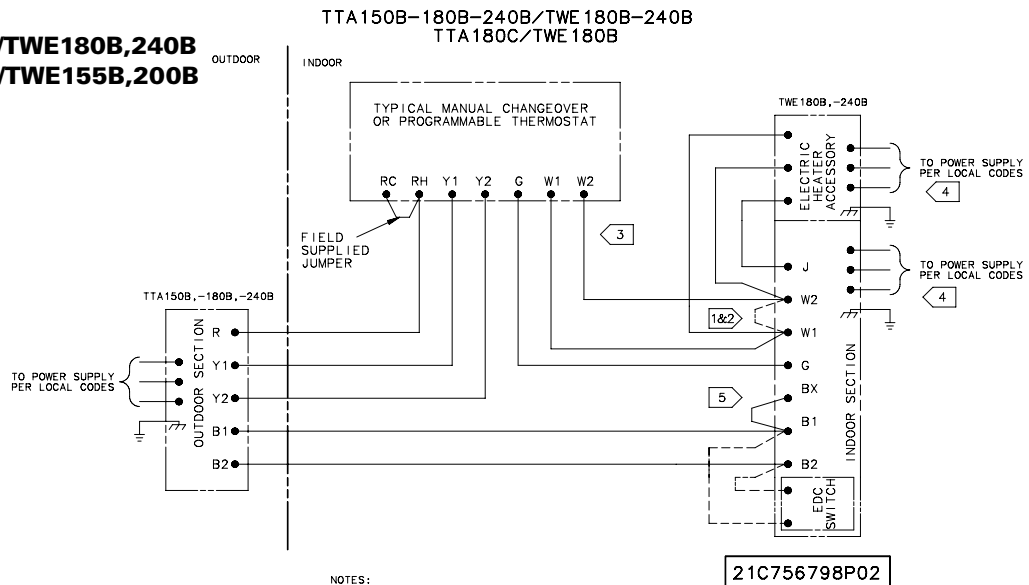 TTA150B-180B-240B/TWE180B-240B
TTA180C/TWE180B
/TWE180B,240B
/TWE155B,200B
OUTDOOR
INDOOR
TYPICAL MANUAL CHANGEOVER
OR PROGRAMMABLE THERMOSTAT
RC RH Y1 Y2 G W1 W2
FIELD
SUPPLIED
JUMPER
3
TWE180B,-240B
ELECTRIC
HEATER
ACCESSORY
TO POWER SUPPLY
PER LOCAL CODES
4
TO POWER SUPPLY
PER LOCAL CODES
4
J
W2
1&2
W1
G
5
BX
B1
B2
INDOOR SECTION
EDC
SWITCH
TTA150B,-180B,-240B
OUTDOOR SECTION
R
Y1
Y2
B1
B2
TO POWER SUPPLY
PER LOCAL CODES
NOTES:
21C756798P02